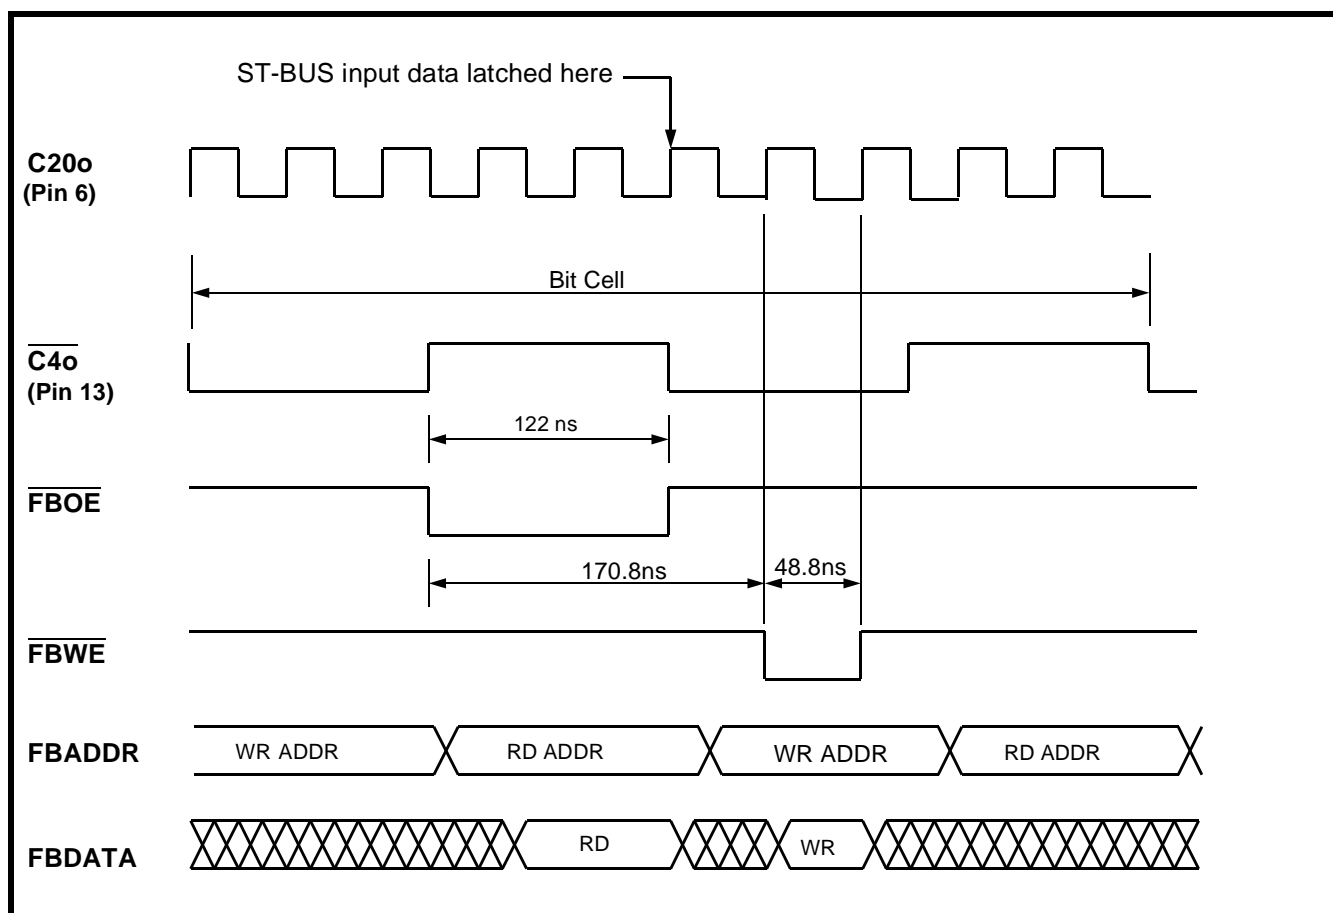 ST-BUS input data latched here
C20o
(Pin 6)
Bit Cell
C4o
(Pin 13)
122 ns
FBOE
170.8ns
48.8ns
FBWE
FBADDR
WR ADDR
RD ADDR
WR ADDR
RD ADDR
FBDATA
RD
WR